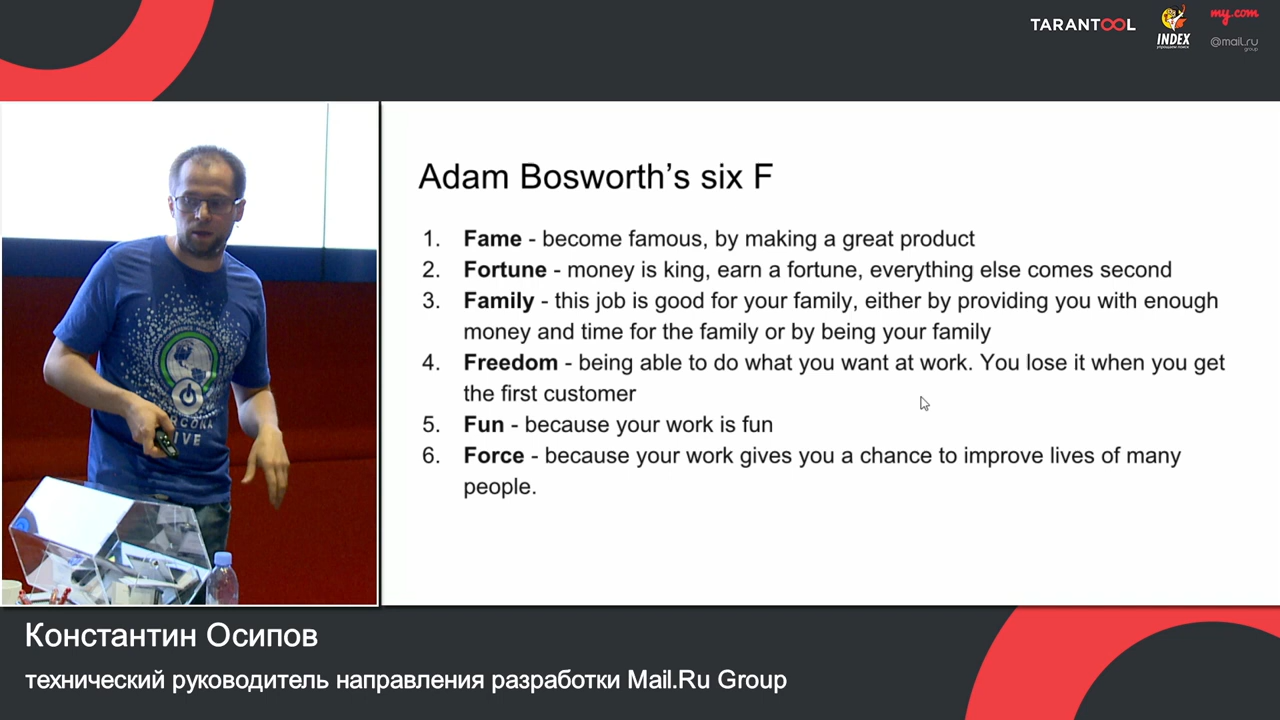 TARANTOOL
INDEX
упрощаем поиск
my.com
@mail.ru
group
Adam Bosworth's six F
1. Fame - become famous, by making a great product
2. Fortune - money is king, earn a fortune, everything else comes second
3. Family - this job is good for your family, either by providing you with enough
money and time for the family or by being your family
4. Freedom - being able to do what you want at work. You lose it when you get
the first customer
5. Fun - because your work is fun
6. Force - because your work gives you a chance to improve lives of many
people.
LIVE
Константин Осипов
технический руководитель направления разработки Mail.Ru Group